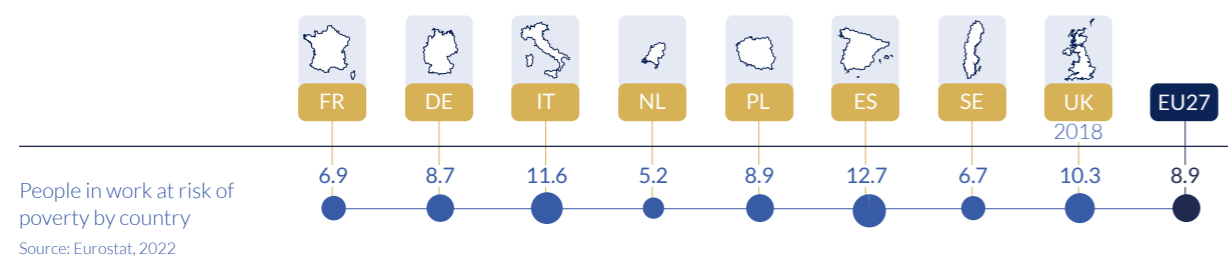 FR DE IT NL PL ES SE UK EU27
2018
6.9 8.7 11.6 5.2 8.9 12.7 6.7 10.3 8.9
People in work at risk of
poverty by country
Source: Eurostat, 2022